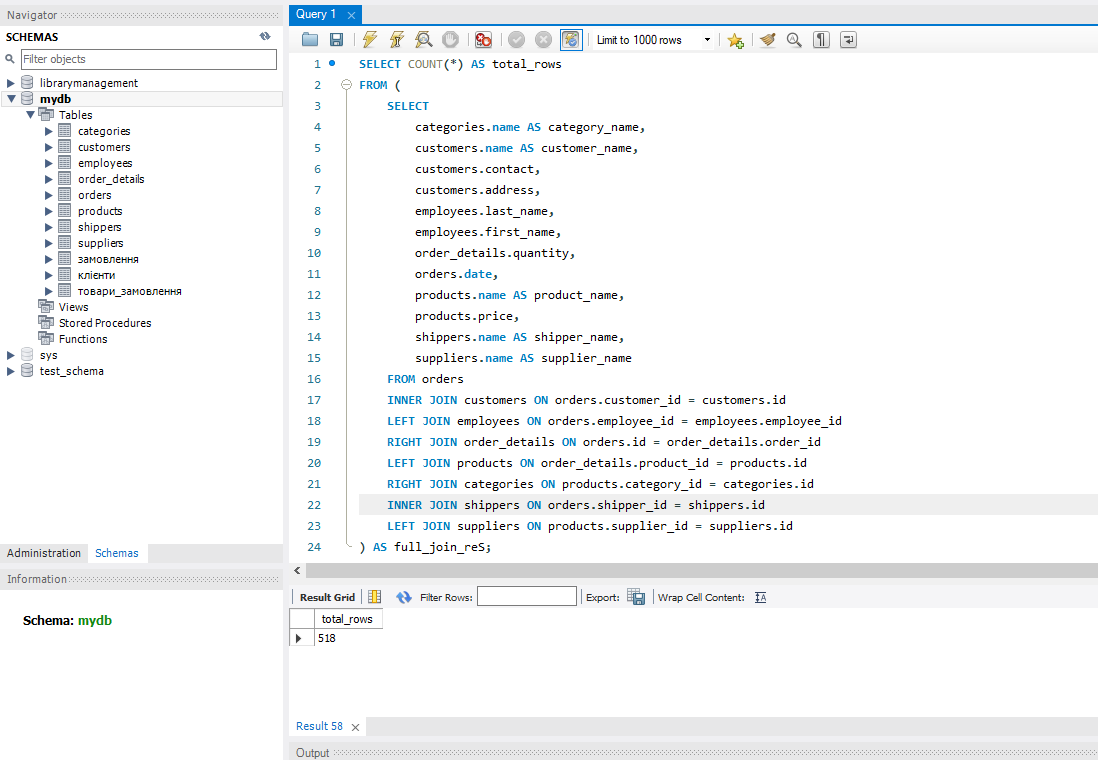 Navigator
SCHEMAS
Filter objects
librarymanagement
mydb
Tables
categories
customers
employees
order_details
orders
products
shippers
suppliers
замовлення
клієнти
товари_замовлення
Views
Stored Procedures
Functions
sys
test_schema
Administration Schemas
Information
Schema: mydb
Query 1
Limit to 1000 rows
1 SELECT COUNT(*) AS total_rows
2 FROM (
3 SELECT
4 categories.name AS category_name,
5 customers.name AS customer_name,
6 customers.contact,
7 customers.address,
8 employees.last_name,
9 employees.first_name,
10 order_details.quantity,
11 orders.date,
12 products.name AS product_name,
13 products.price,
14 shippers.name AS shipper_name,
15 suppliers.name AS supplier_name
16 FROM orders
17 INNER JOIN customers ON orders.customer_id = customers.id
18 LEFT JOIN employees ON orders.employee_id = employees.employee_id
19 RIGHT JOIN order_details ON orders.id = order_details.order_id
20 LEFT JOIN products ON order_details.product_id = products.id
21 RIGHT JOIN categories ON products.category_id = categories.id
22 INNER JOIN shippers ON orders.shipper_id = shippers.id
23 LEFT JOIN suppliers ON products.supplier_id = suppliers.id
24 ) AS full_join_reS;
Result Grid Filter Rows: Export: Wrap Cell Content:
total_rows
518
Result 58
Output